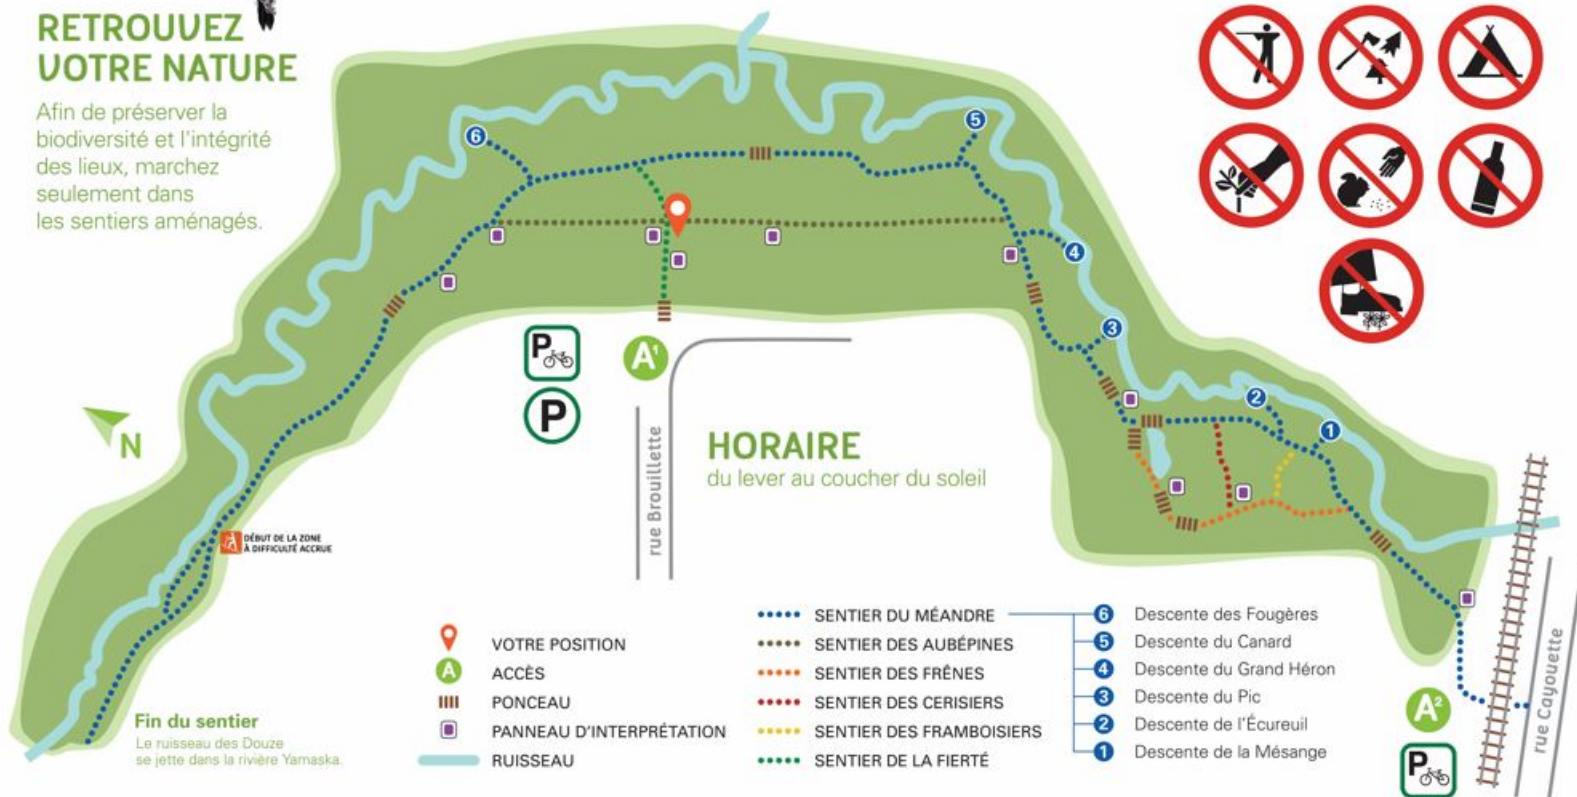 RETROUVEZ
VOTRE NATURE
Afin de préserver la
biodiversité et l'intégrité
des lieux, marchez
seulement dans
les sentiers aménagés.
6
5
4
3
2
1
N
P
A¹
P
rue Brouillette
HORAIRE
du lever au coucher du soleil
DÉBUT DE LA ZONE
À DIFFICULTÉ ACCRUE
Fin du sentier
Le ruisseau des Douze
se jette dans la rivière Yamaska.
VOTRE POSITION
A ACCÈS
PONCEAU
PANNEAU D'INTERPRÉTATION
RUISSEAU
SENTIER DU MÉANDRE
SENTIER DES AUBÉPINES
SENTIER DES FRÊNES
SENTIER DES CERISIERS
SENTIER DES FRAMBOISIERS
SENTIER DE LA FIERTÉ
6 Descente des Fougères
5 Descente du Canard
4 Descente du Grand Héron
3 Descente du Pic
2 Descente de l'Écureuil
1 Descente de la Mésange
A²
P
rue Cayouette